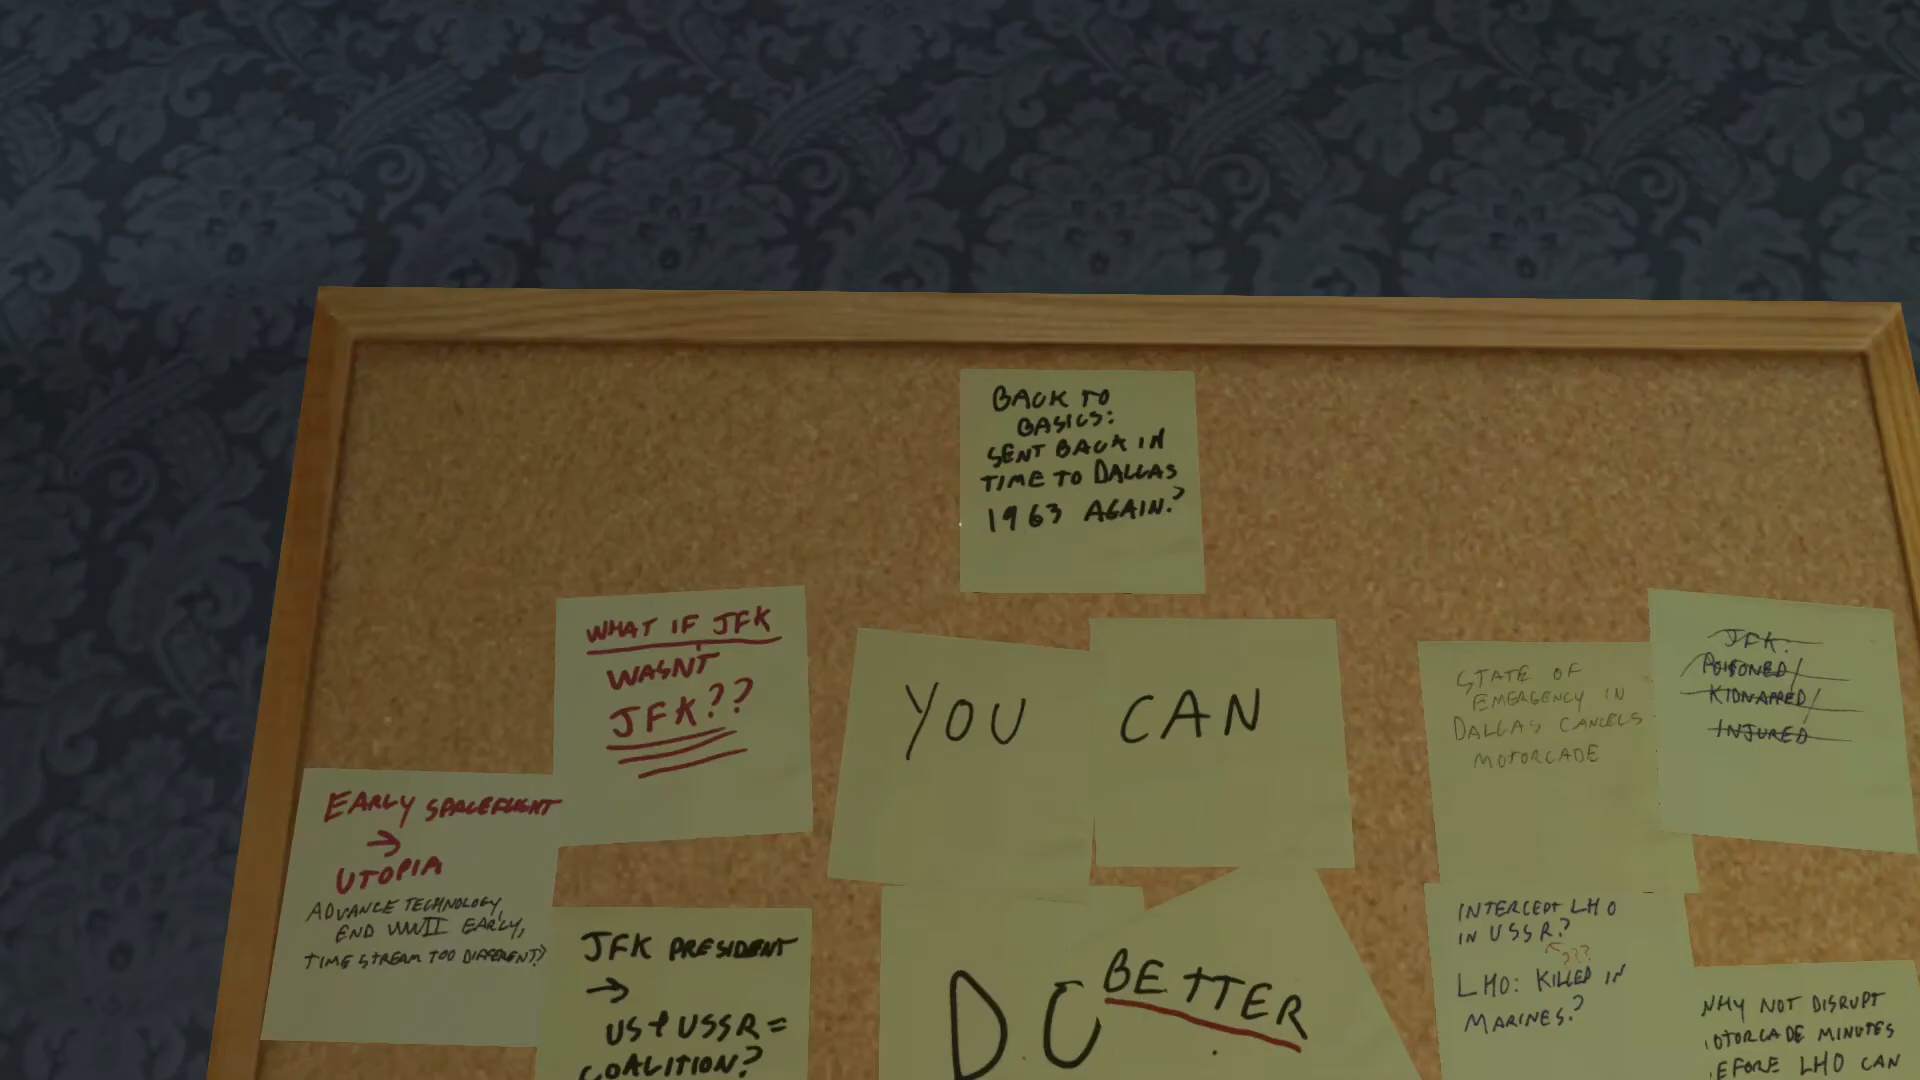 BACK TO
BASICS:
SENT BACK IN
TIME TO DALLAS
1963 AGAIN?
WHAT IF JFK
WASN'T
JFK??
YOU
CAN
STATE OF
EMERGENCY IN
DALLAS CANCELS
MOTORCADE
JFK:
POISONED/
KIDNAPPED/
INJURED
EARLY SPACEFLIGHT
→
UTOPIA
ADVANCE TECHNOLOGY,
END WWII EARLY,
TIME STREAM TOO DIFFERENT?
JFK PRESIDENT
→
US + USSR =
COALITION?
DO
BETTER
INTERCEPT LHO
IN USSR?
???
LHO: KILLED IN
MARINES?
WHY NOT DISRUPT
OTORCADE MINUTES
EFORE LHO CAN